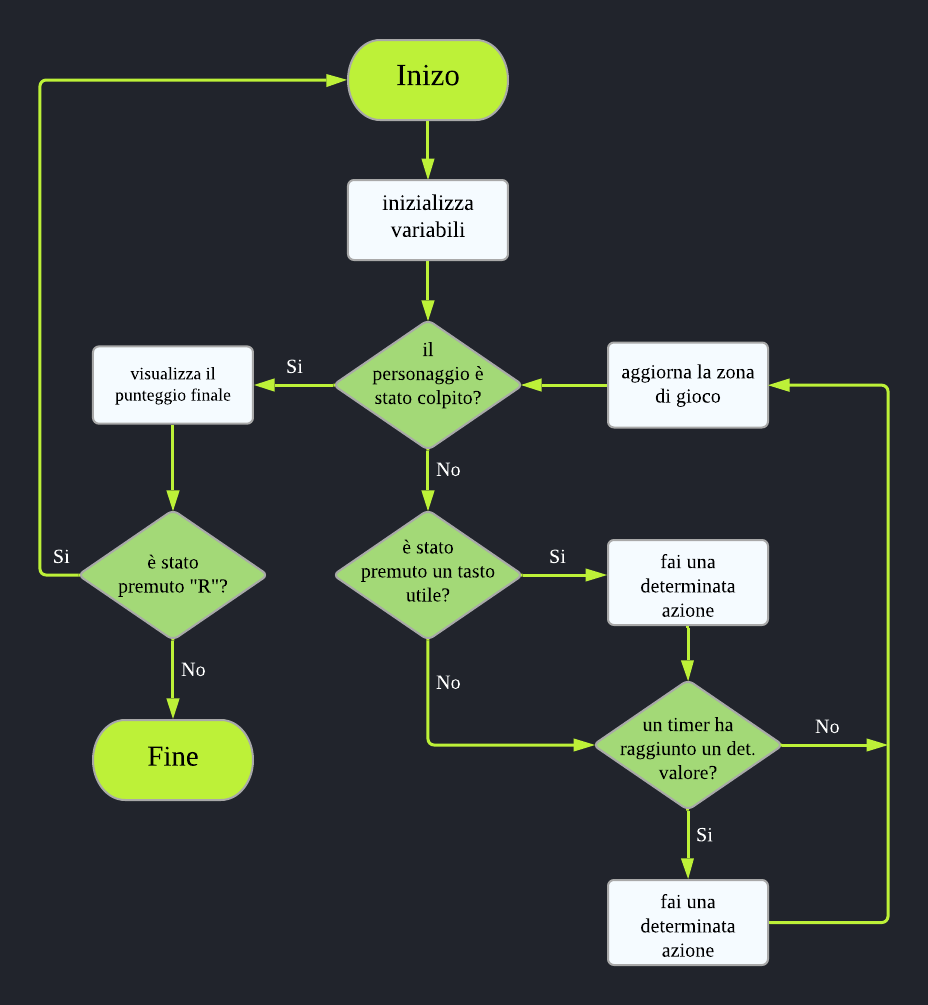 Inizo
inizializza
variabili
il
personaggio è
stato colpito?
Si
visualizza il
punteggio finale
aggiorna la zona
di gioco
No
è stato
premuto "R"?
Si
No
Fine
è stato
premuto un tasto
utile?
Si
No
fai una
determinata
azione
un timer ha
raggiunto un det.
valore?
No
Si
fai una
determinata
azione